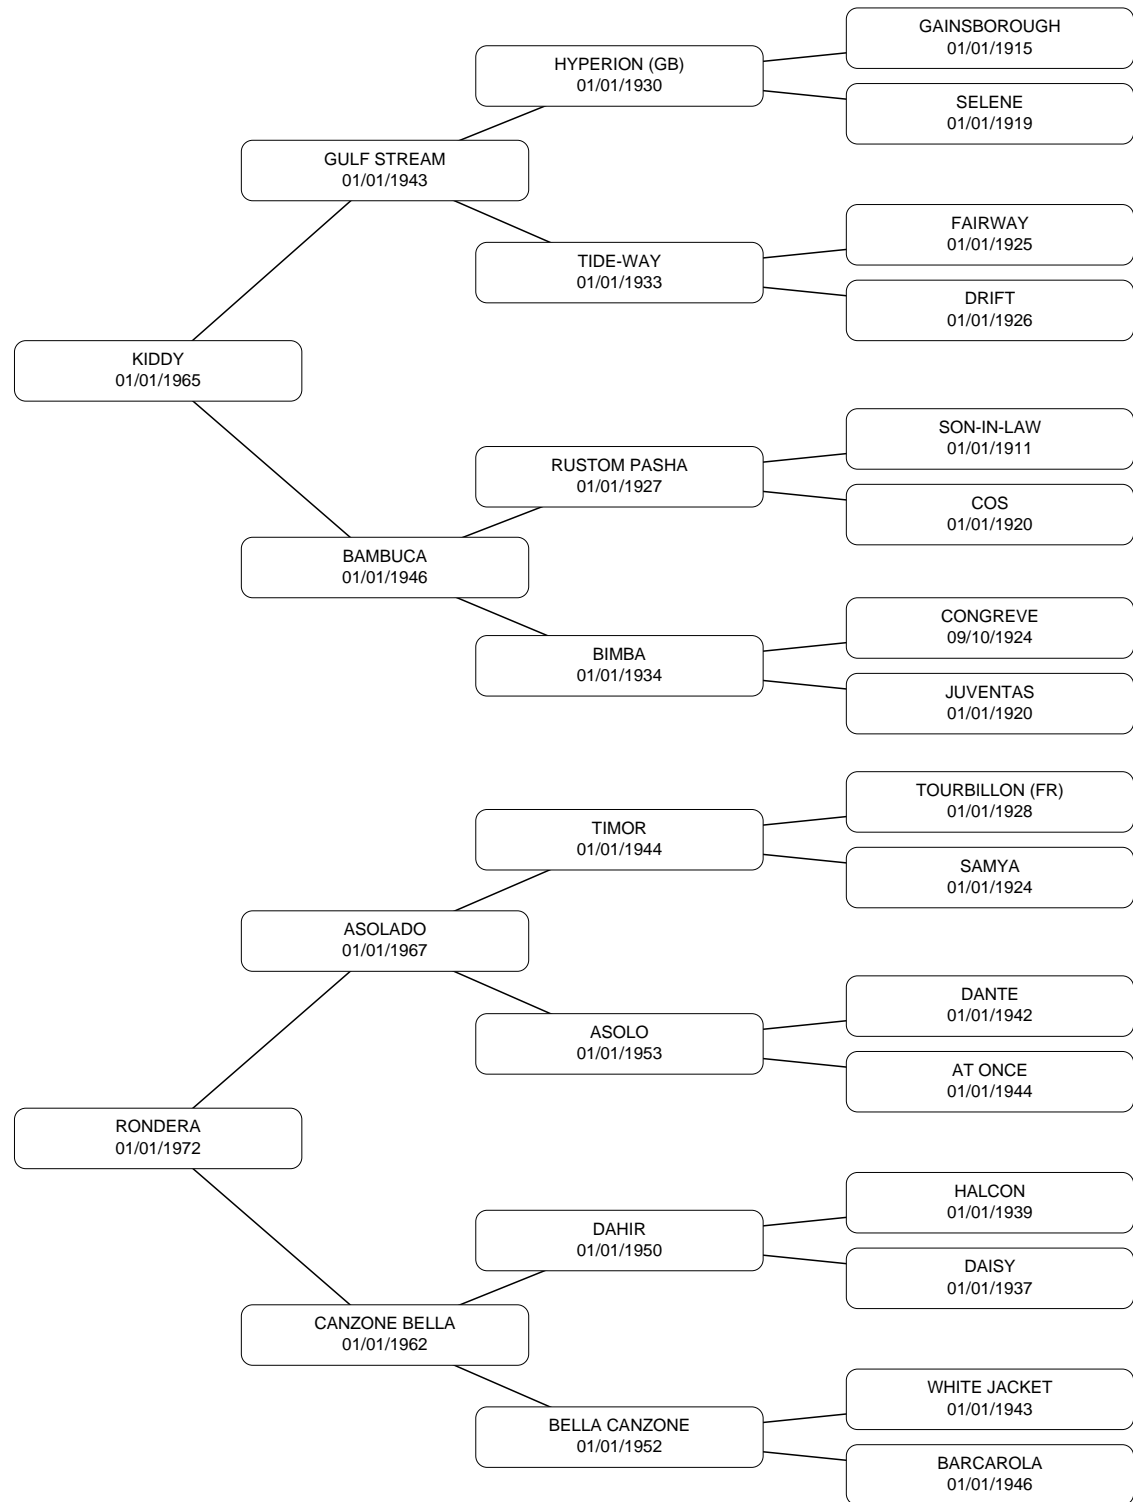 GAINSBOROUGH
01/01/1915
HYPERION (GB)
01/01/1930
SELENE
01/01/1919
GULF STREAM
01/01/1943
FAIRWAY
01/01/1925
TIDE-WAY
01/01/1933
DRIFT
01/01/1926
KIDDY
01/01/1965
SON-IN-LAW
01/01/1911
RUSTOM PASHA
01/01/1927
COS
01/01/1920
BAMBUCA
01/01/1946
CONGREVE
09/10/1924
BIMBA
01/01/1934
JUVENTAS
01/01/1920
TOURBILLON (FR)
01/01/1928
TIMOR
01/01/1944
SAMYA
01/01/1924
ASOLADO
01/01/1967
DANTE
01/01/1942
ASOLO
01/01/1953
AT ONCE
01/01/1944
RONDERA
01/01/1972
HALCON
01/01/1939
DAHIR
01/01/1950
DAISY
01/01/1937
CANZONE BELLA
01/01/1962
WHITE JACKET
01/01/1943
BELLA CANZONE
01/01/1952
BARCAROLA
01/01/1946